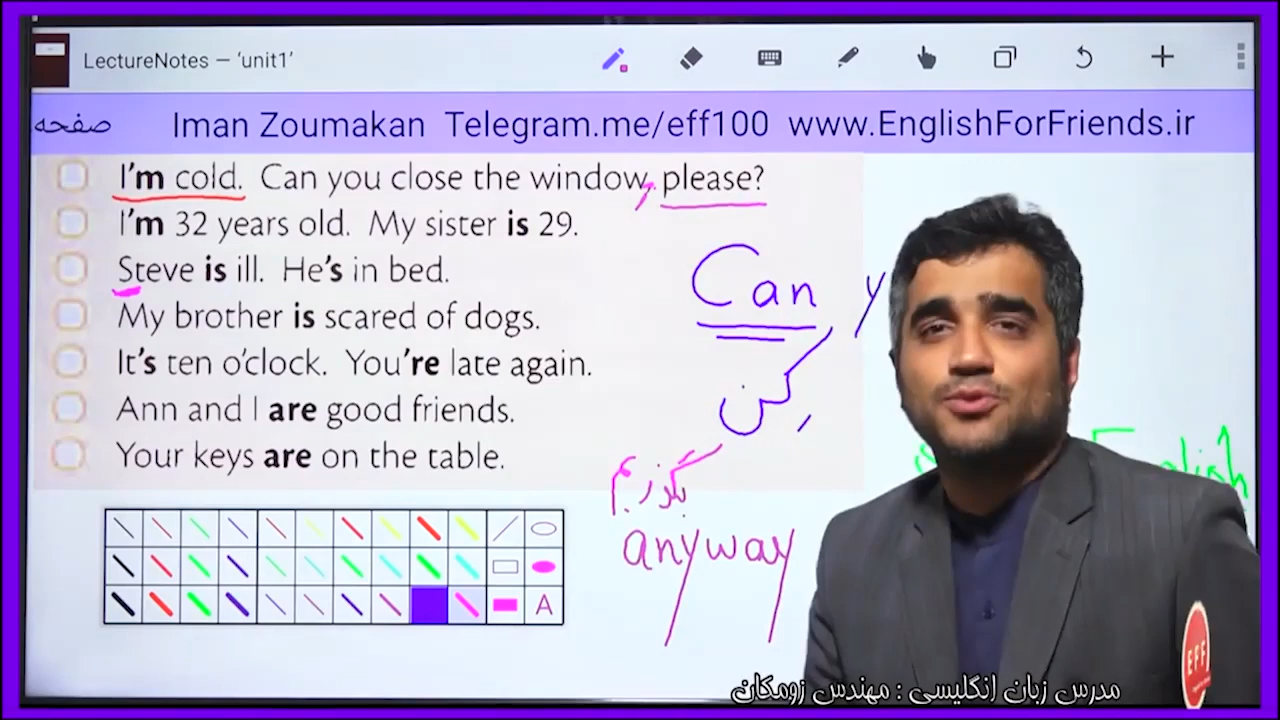 LectureNotes – ‘unit1’
صفحه Iman Zoumakan Telegram.me/eff100 www.EnglishForFriends.ir
I'm cold. Can you close the window, please?
I'm 32 years old. My sister is 29.
Steve is ill. He's in bed.
My brother is scared of dogs.
It's ten o'clock. You're late again.
Ann and I are good friends.
Your keys are on the table.
Can y
کن
بگذریم
anyway
English
A
EFF
مدرس زبان انگلیسی : مهندس زومکان